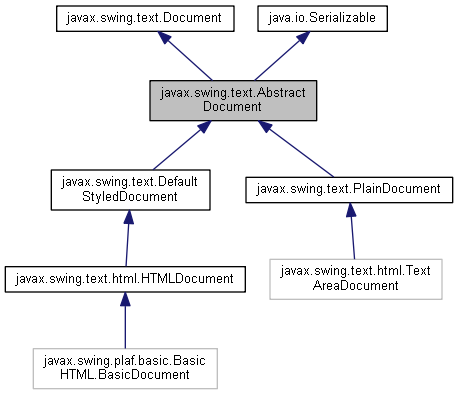 javax.swing.text.Document
java.io.Serializable
javax.swing.text.Abstract
Document
javax.swing.text.Default
StyledDocument
javax.swing.text.PlainDocument
javax.swing.text.html.HTMLDocument
javax.swing.text.html.Text
AreaDocument
javax.swing.plaf.basic.Basic
HTML.BasicDocument